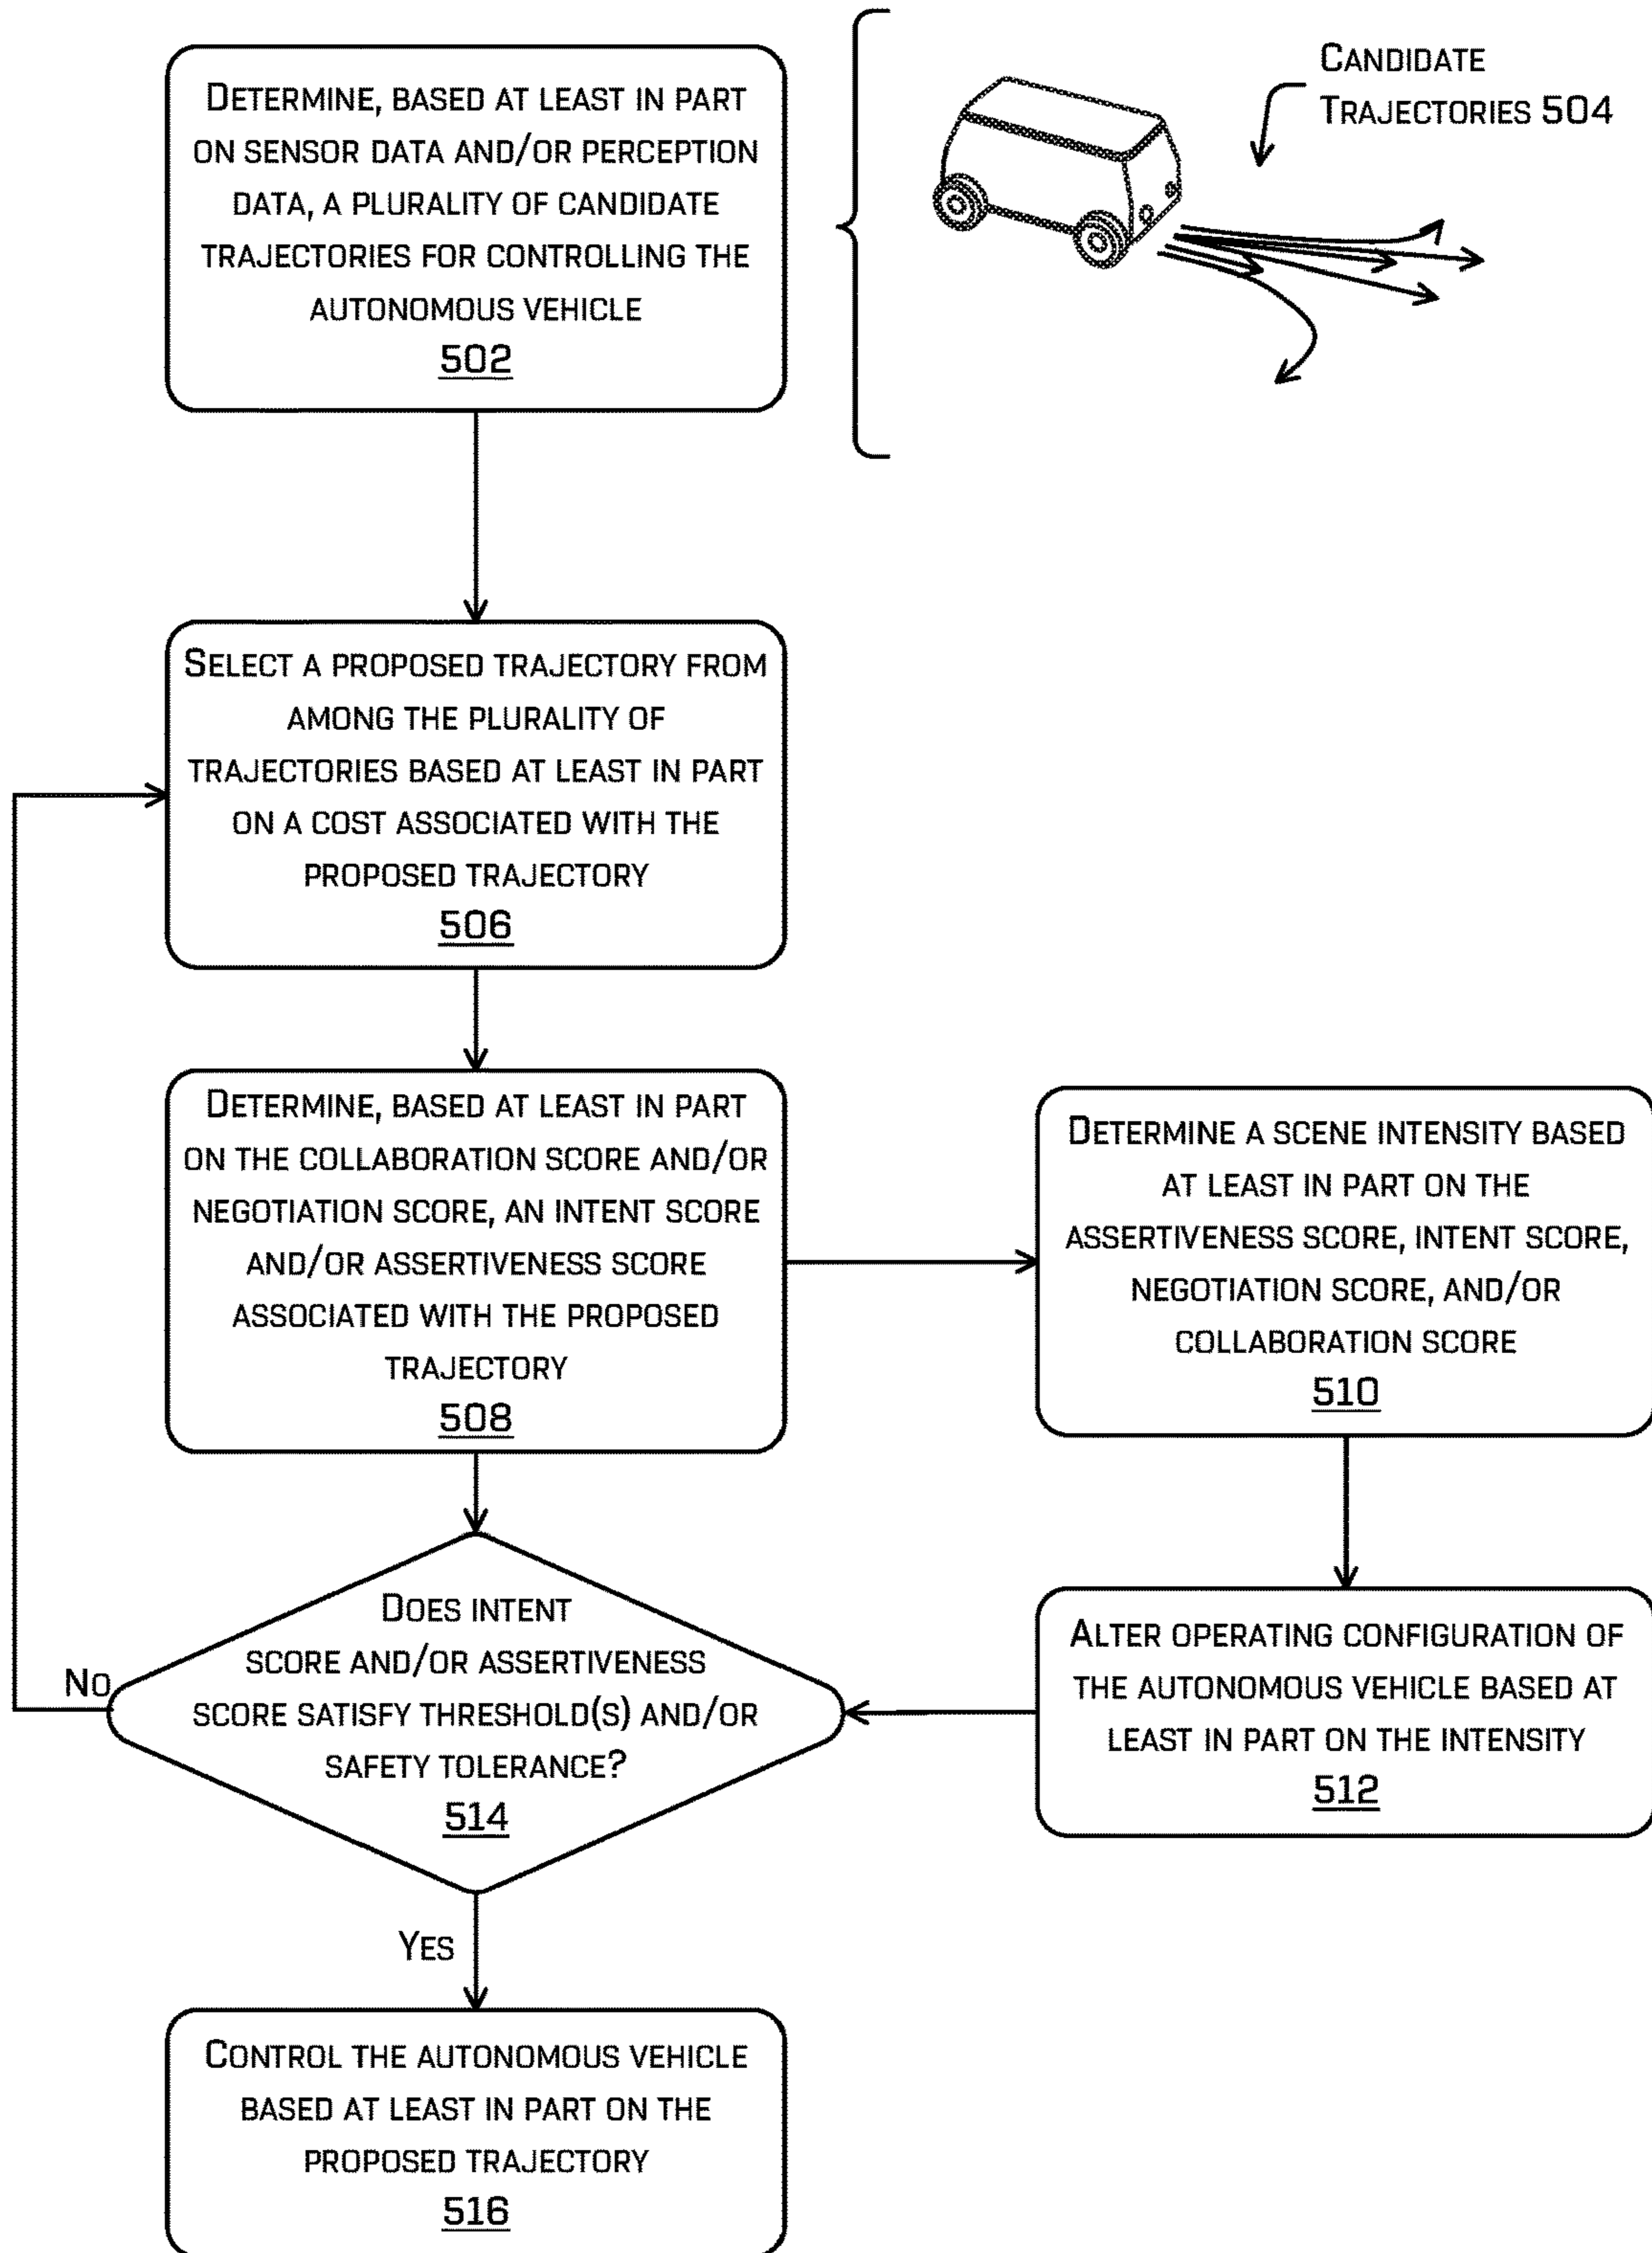 DETERMINE, BASED AT LEAST IN PART
ON SENSOR DATA AND/OR PERCEPTION
DATA, A PLURALITY OF CANDIDATE
TRAJECTORIES FOR CONTROLLING THE
AUTONOMOUS VEHICLE
502
CANDIDATE
TRAJECTORIES 504
SELECT A PROPOSED TRAJECTORY FROM
AMONG THE PLURALITY OF
TRAJECTORIES BASED AT LEAST IN PART
ON A COST ASSOCIATED WITH THE
PROPOSED TRAJECTORY
506
DETERMINE, BASED AT LEAST IN PART
ON THE COLLABORATION SCORE AND/OR
NEGOTIATION SCORE, AN INTENT SCORE
AND/OR ASSERTIVENESS SCORE
ASSOCIATED WITH THE PROPOSED
TRAJECTORY
508
DETERMINE A SCENE INTENSITY BASED
AT LEAST IN PART ON THE
ASSERTIVENESS SCORE, INTENT SCORE,
NEGOTIATION SCORE, AND/OR
COLLABORATION SCORE
510
ALTER OPERATING CONFIGURATION OF
THE AUTONOMOUS VEHICLE BASED AT
LEAST IN PART ON THE INTENSITY
512
DOES INTENT
SCORE AND/OR ASSERTIVENESS
SCORE SATISFY THRESHOLD(S) AND/OR
SAFETY TOLERANCE?
514
NO
YES
CONTROL THE AUTONOMOUS VEHICLE
BASED AT LEAST IN PART ON THE
PROPOSED TRAJECTORY
516